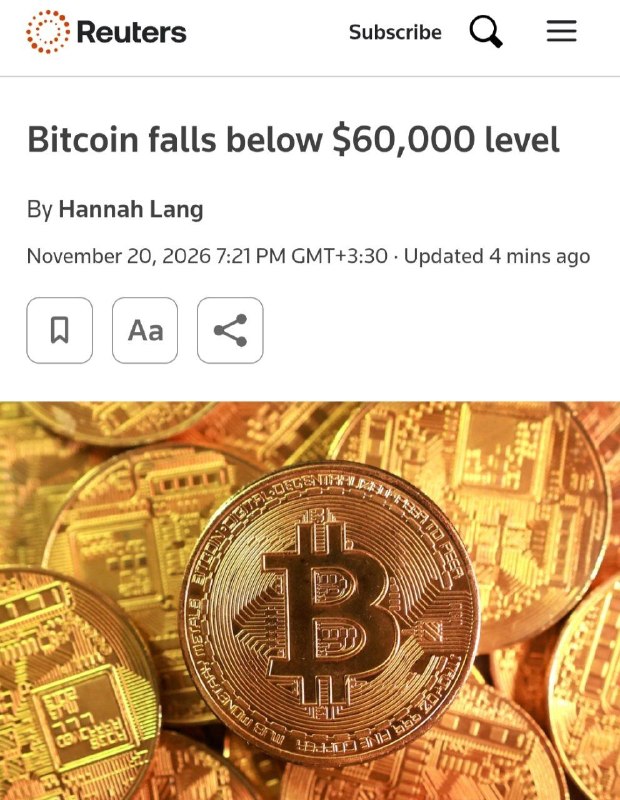 Reuters
Subscribe
Bitcoin falls below $60,000 level
By Hannah Lang
November 20, 2026 7:21 PM GMT+3:30 · Updated 4 mins ago
Aa